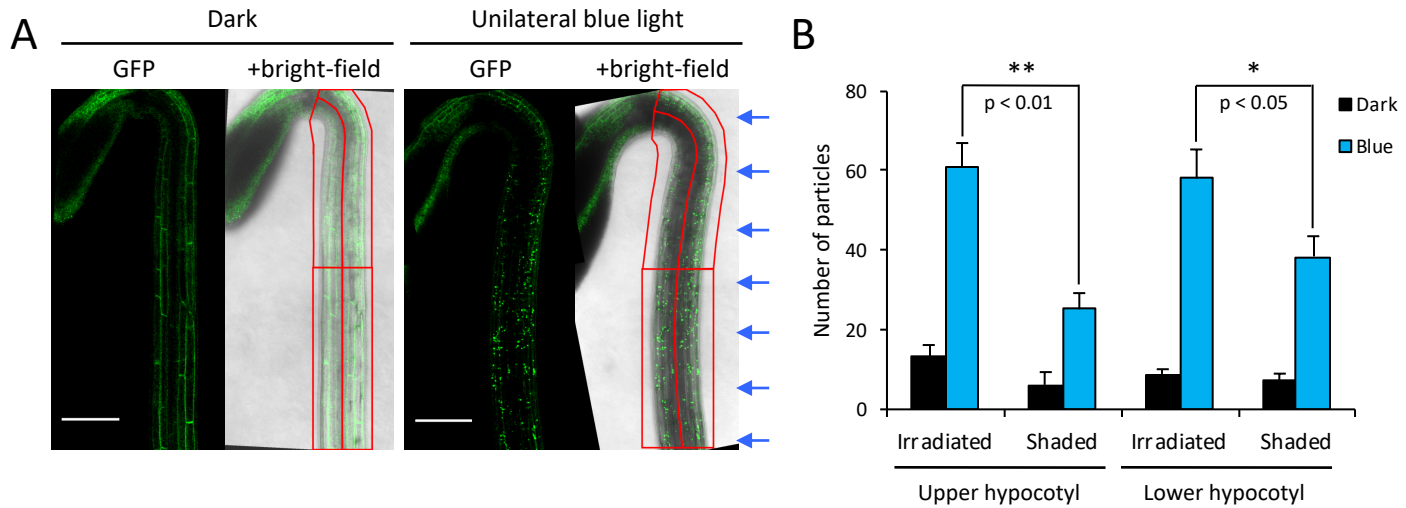 A
Dark
Unilateral blue light
GFP
+bright-field
GFP
+bright-field
B
**
p < 0.01
*
p < 0.05
Dark
Blue
Number of particles
80
60
40
20
0
Irradiated
Shaded
Irradiated
Shaded
Upper hypocotyl
Lower hypocotyl